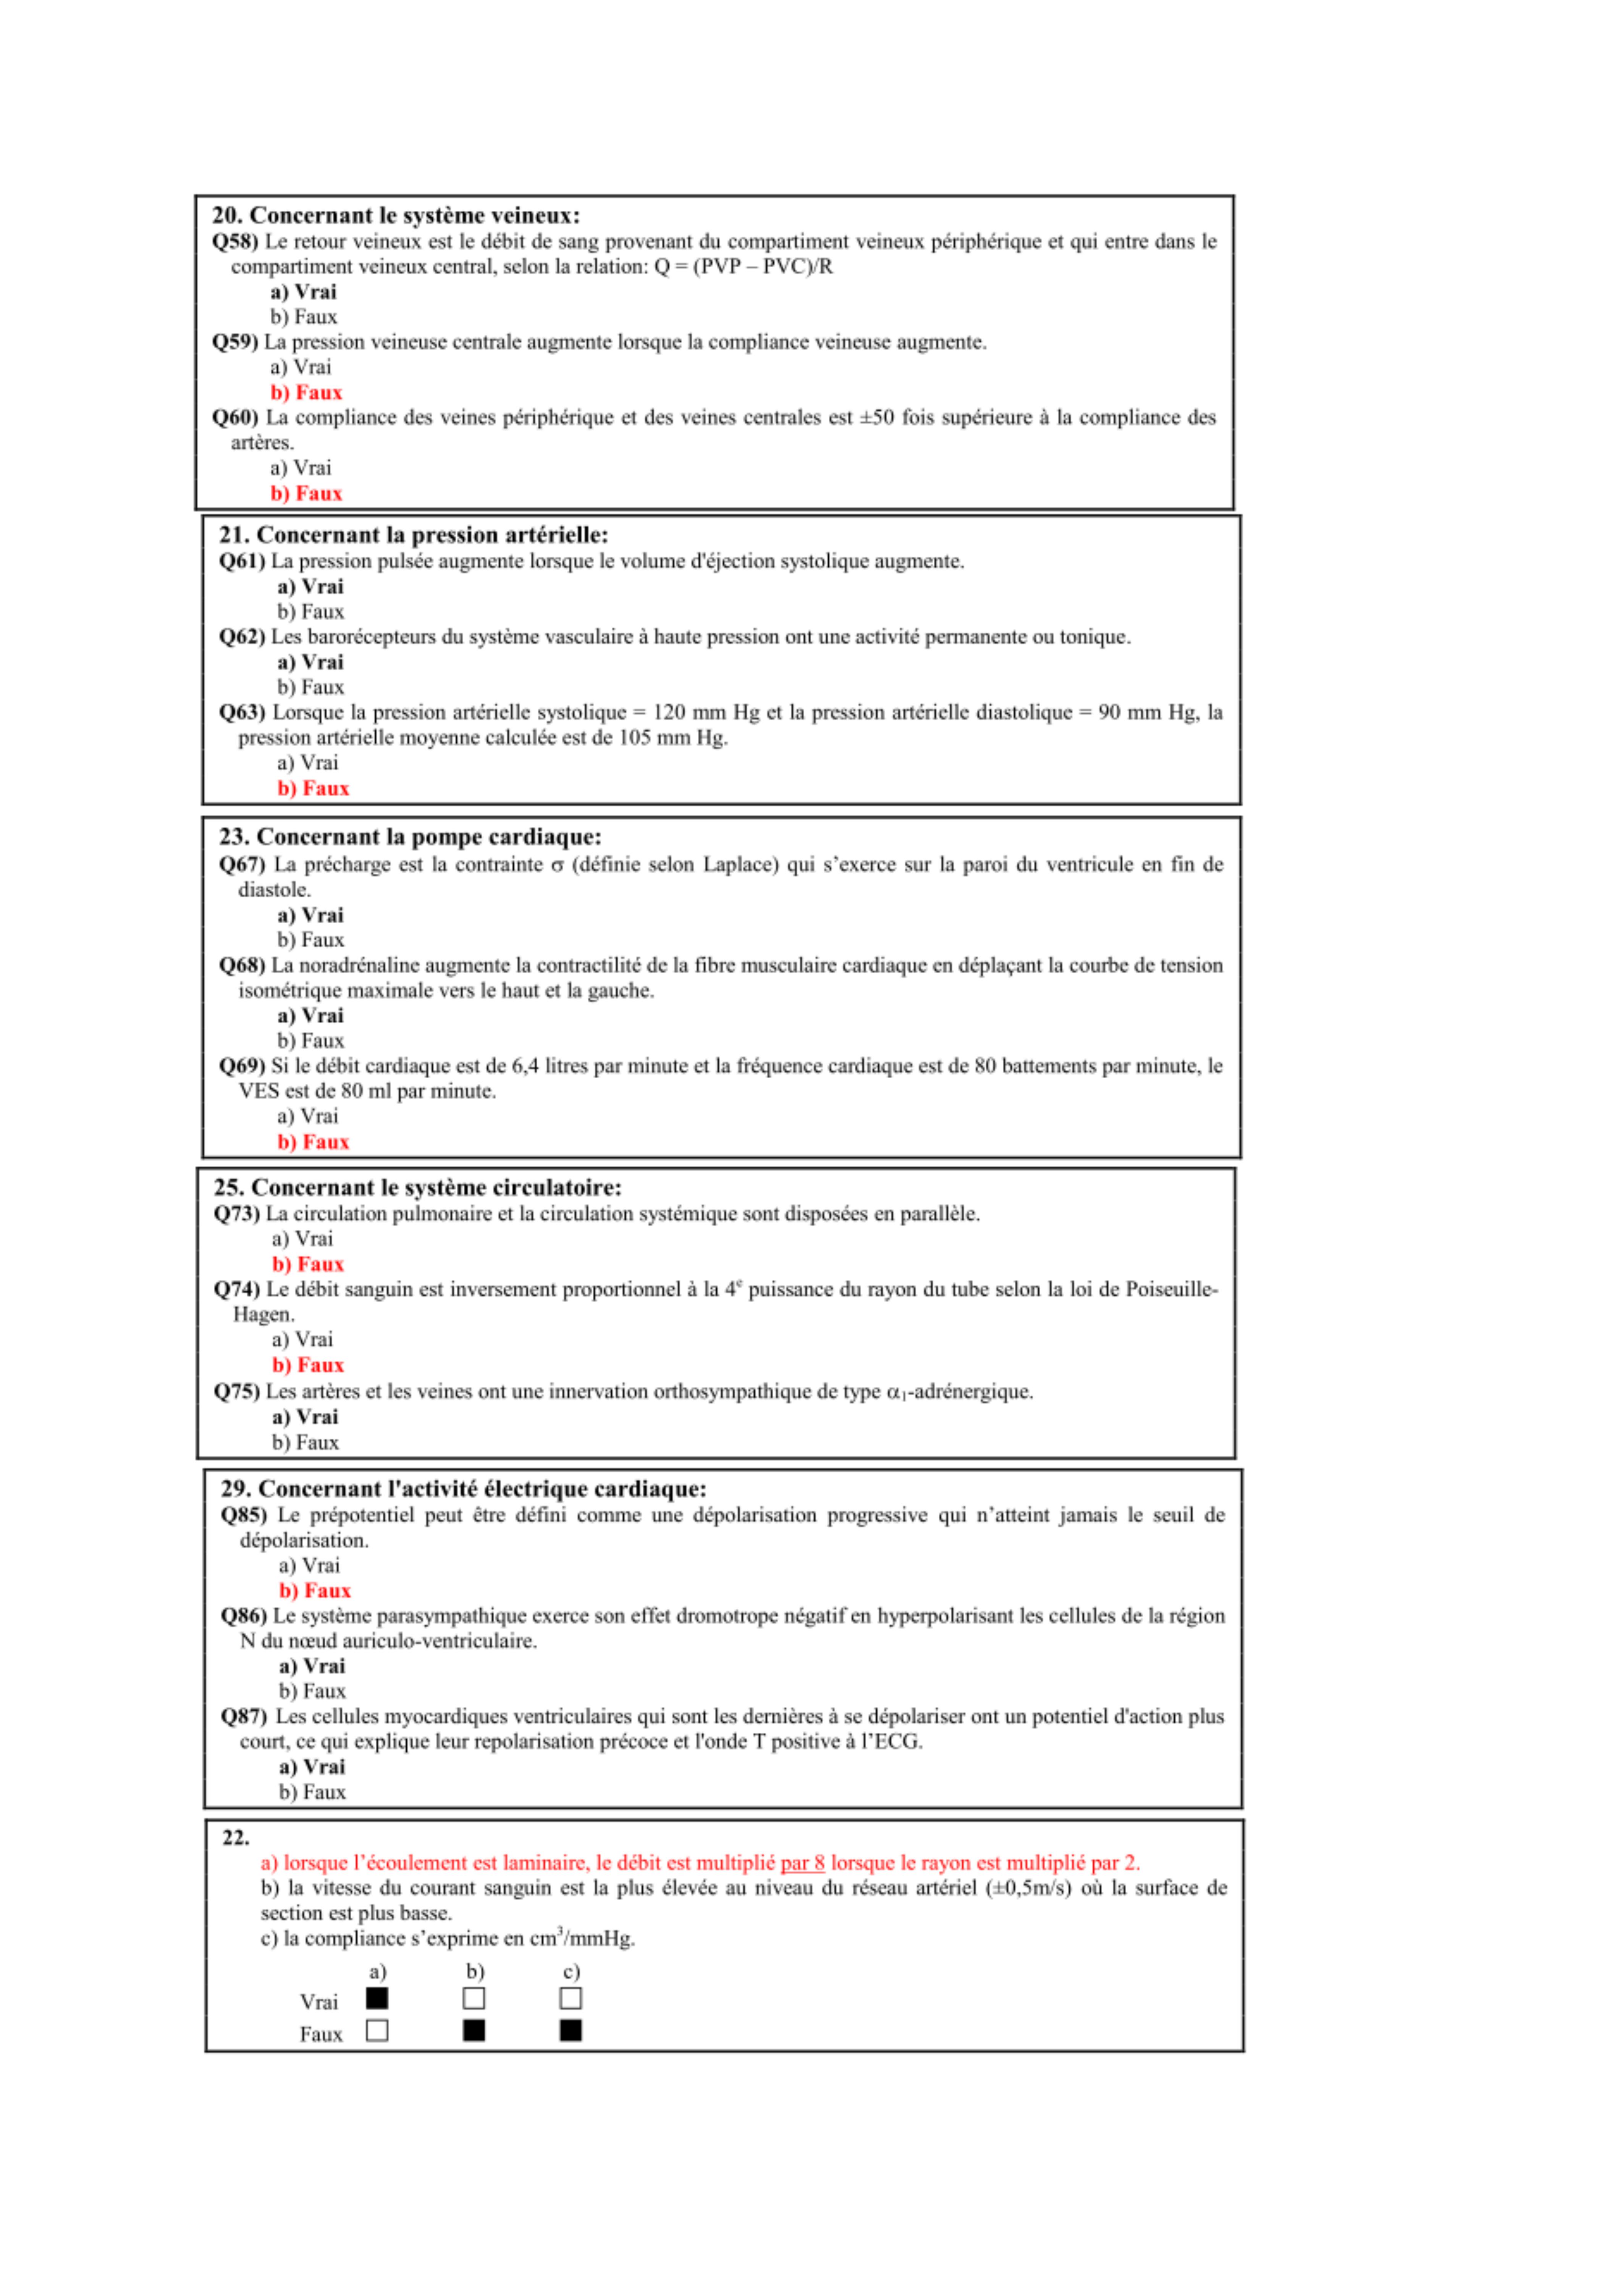 20. Concernant le système veineux:
Q58) Le retour veineux est le débit de sang provenant du compartiment veineux périphérique et qui entre dans le
compartiment veineux central, selon la relation: Q = (PVP – PVC)/R
a) Vrai
b) Faux
Q59) La pression veineuse centrale augmente lorsque la compliance veineuse augmente.
a) Vrai
b) Faux
Q60) La compliance des veines périphérique et des veines centrales est ±50 fois supérieure à la compliance des
artères.
a) Vrai
b) Faux
21. Concernant la pression artérielle:
Q61) La pression pulsée augmente lorsque le volume d'éjection systolique augmente.
a) Vrai
b) Faux
Q62) Les barorécepteurs du système vasculaire à haute pression ont une activité permanente ou tonique.
a) Vrai
b) Faux
Q63) Lorsque la pression artérielle systolique = 120 mm Hg et la pression artérielle diastolique = 90 mm Hg, la
pression artérielle moyenne calculée est de 105 mm Hg.
a) Vrai
b) Faux
23. Concernant la pompe cardiaque:
Q67) La précharge est la contrainte σ (définie selon Laplace) qui s’exerce sur la paroi du ventricule en fin de
diastole.
a) Vrai
b) Faux
Q68) La noradrénaline augmente la contractilité de la fibre musculaire cardiaque en déplaçant la courbe de tension
isométrique maximale vers le haut et la gauche.
a) Vrai
b) Faux
Q69) Si le débit cardiaque est de 6,4 litres par minute et la fréquence cardiaque est de 80 battements par minute, le
VES est de 80 ml par minute.
a) Vrai
b) Faux
25. Concernant le système circulatoire:
Q73) La circulation pulmonaire et la circulation systémique sont disposées en parallèle.
a) Vrai
b) Faux
Q74) Le débit sanguin est inversement proportionnel à la 4e puissance du rayon du tube selon la loi de Poiseuille-
Hagen.
a) Vrai
b) Faux
Q75) Les artères et les veines ont une innervation orthosympathique de type α1-adrénergique.
a) Vrai
b) Faux
29. Concernant l'activité électrique cardiaque:
Q85) Le prépotentiel peut être défini comme une dépolarisation progressive qui n’atteint jamais le seuil de
dépolarisation.
a) Vrai
b) Faux
Q86) Le système parasympathique exerce son effet dromotrope négatif en hyperpolarisant les cellules de la région
N du nœud auriculo-ventriculaire.
a) Vrai
b) Faux
Q87) Les cellules myocardiques ventriculaires qui sont les dernières à se dépolariser ont un potentiel d'action plus
court, ce qui explique leur repolarisation précoce et l'onde T positive à l’ECG.
a) Vrai
b) Faux
22.
a) lorsque l’écoulement est laminaire, le débit est multiplié par 8 lorsque le rayon est multiplié par 2.
b) la vitesse du courant sanguin est la plus élevée au niveau du réseau artériel (±0,5m/s) où la surface de
section est plus basse.
c) la compliance s’exprime en cm³/mmHg.
a) b) c)
Vrai
Faux